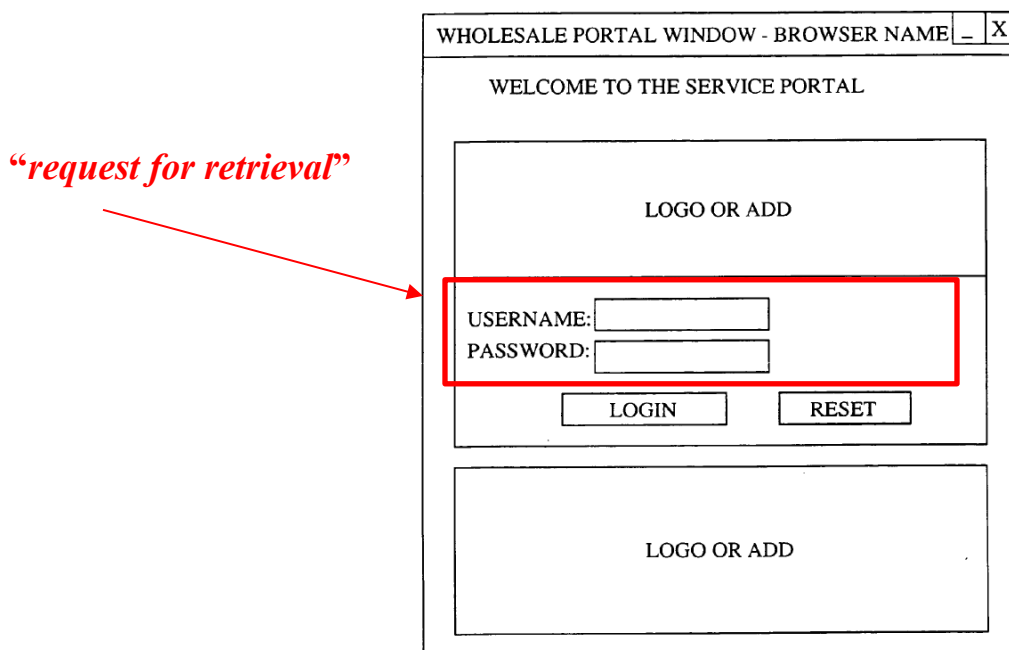 WHOLESALE PORTAL WINDOW - BROWSER NAME _ X
WELCOME TO THE SERVICE PORTAL
“request for retrieval”
LOGO OR ADD
USERNAME:
PASSWORD:
LOGIN RESET
LOGO OR ADD